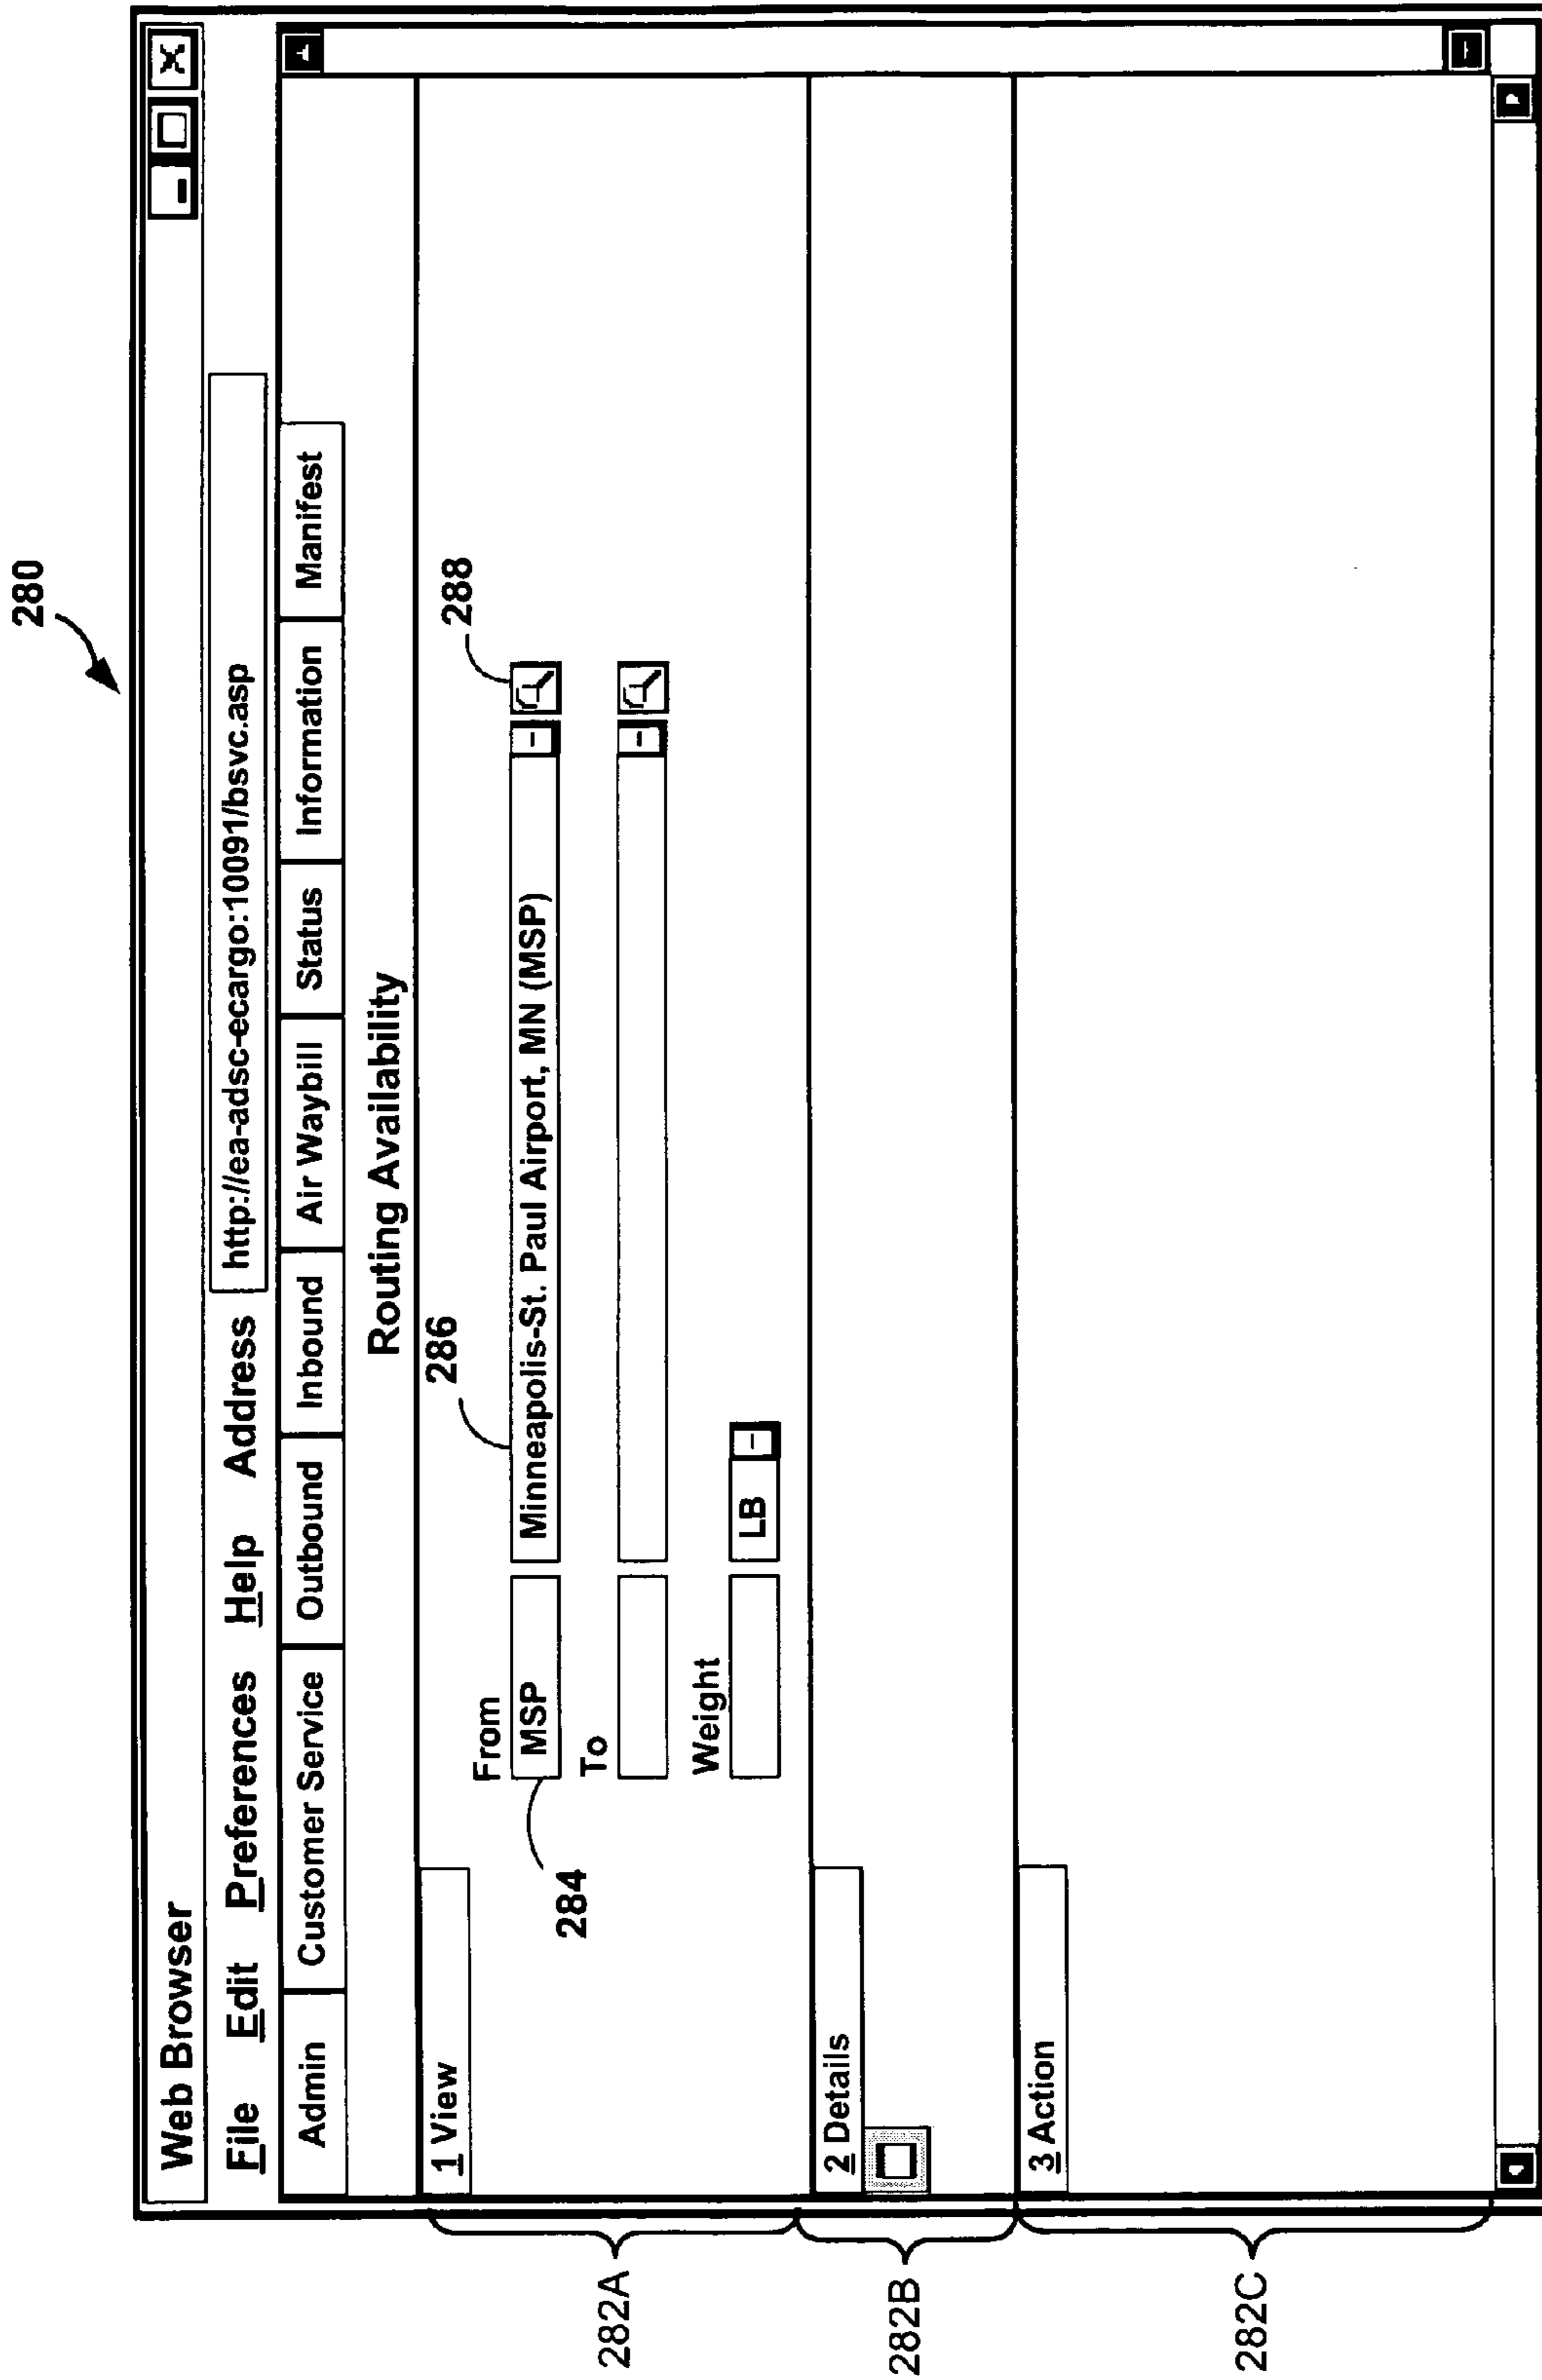 280
Web Browser
File Edit Preferences Help Address http://ea-adsc-ecargo:10091/bsvc.asp
Admin Customer Service Outbound Inbound Air Waybill Status Information Manifest
Routing Availability
1 View
286
288
From
MSP Minneapolis-St. Paul Airport, MN (MSP)
284
To
Weight
LB
2 Details
3 Action
282A
282B
282C